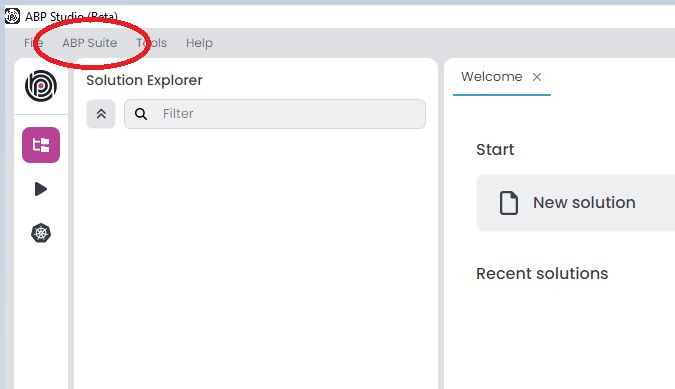 ABP Studio (Beta)
File ABP Suite Tools Help
Solution Explorer
Welcome
Filter
Start
New solution
Recent solutions